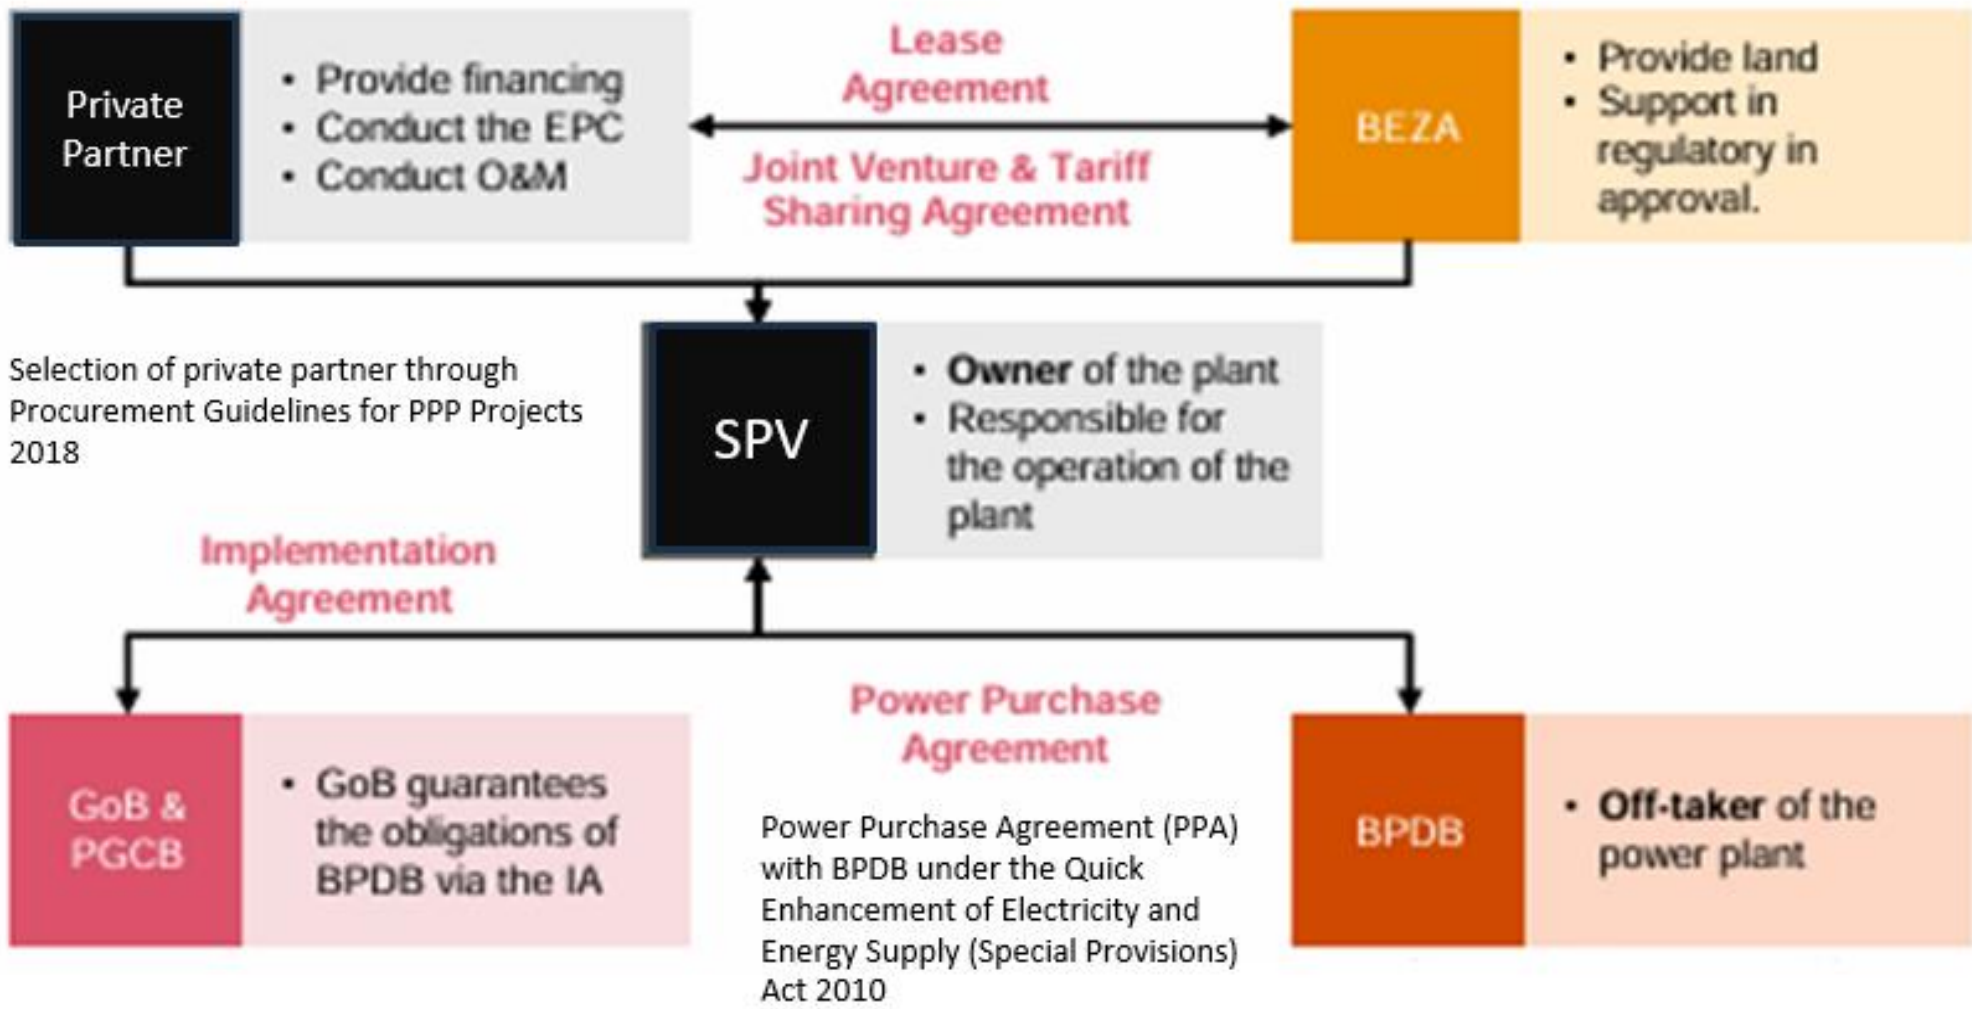 Private
Partner
• Provide financing
• Conduct the EPC
• Conduct O&M
Lease
Agreement
Joint Venture & Tariff
Sharing Agreement
BEZA
• Provide land
• Support in
regulatory in
approval.
Selection of private partner through
Procurement Guidelines for PPP Projects
2018
SPV
• Owner of the plant
• Responsible for
the operation of the
plant
Implementation
Agreement
GoB &
PGCB
• GoB guarantees
the obligations of
BPDB via the IA
Power Purchase
Agreement
Power Purchase Agreement (PPA)
with BPDB under the Quick
Enhancement of Electricity and
Energy Supply (Special Provisions)
Act 2010
BPDB
• Off-taker of the
power plant